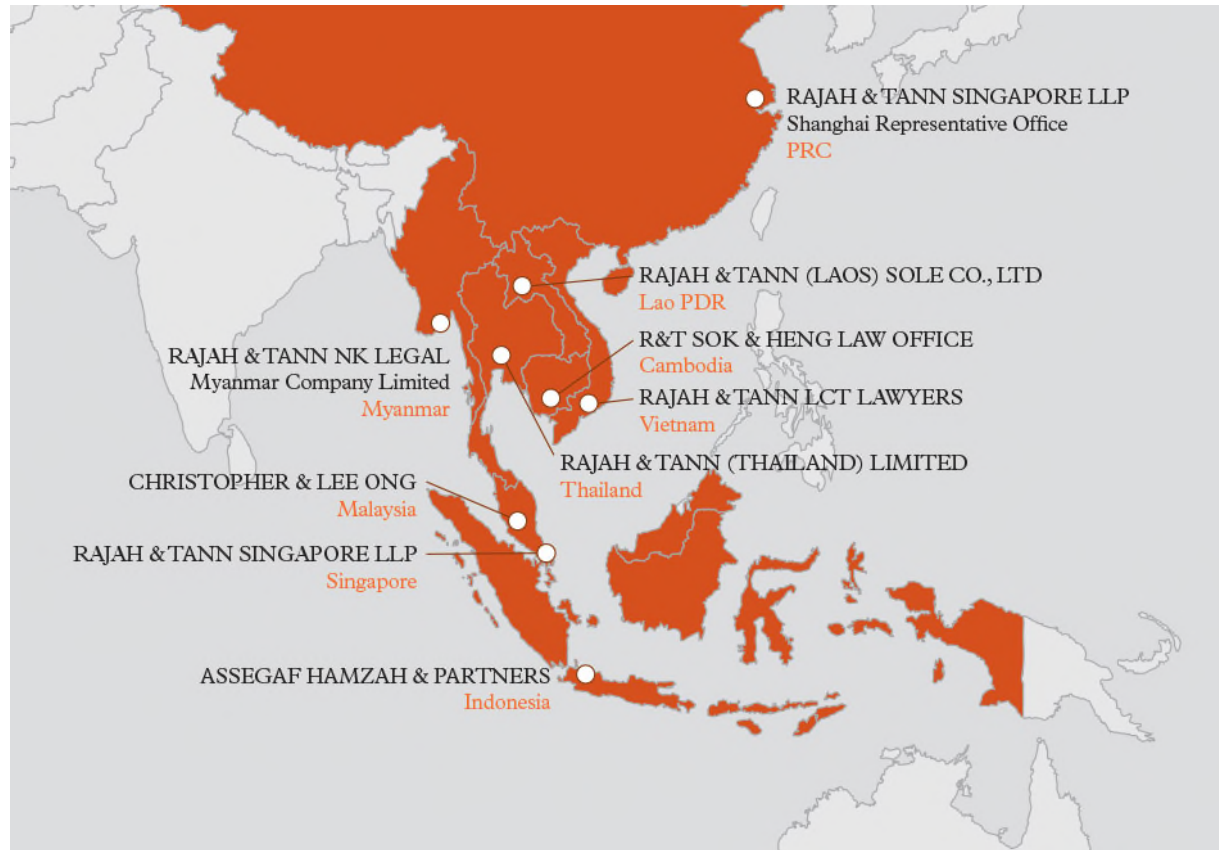 RAJAH & TANN SINGAPORE LLP
Shanghai Representative Office
PRC
RAJAH & TANN (LAOS) SOLE CO., LTD
Lao PDR
RAJAH & TANN NK LEGAL
Myanmar Company Limited
Myanmar
R&T SOK & HENG LAW OFFICE
Cambodia
RAJAH & TANN LCT LAWYERS
Vietnam
RAJAH & TANN (THAILAND) LIMITED
Thailand
CHRISTOPHER & LEE ONG
Malaysia
RAJAH & TANN SINGAPORE LLP
Singapore
ASSEGAF HAMZAH & PARTNERS
Indonesia